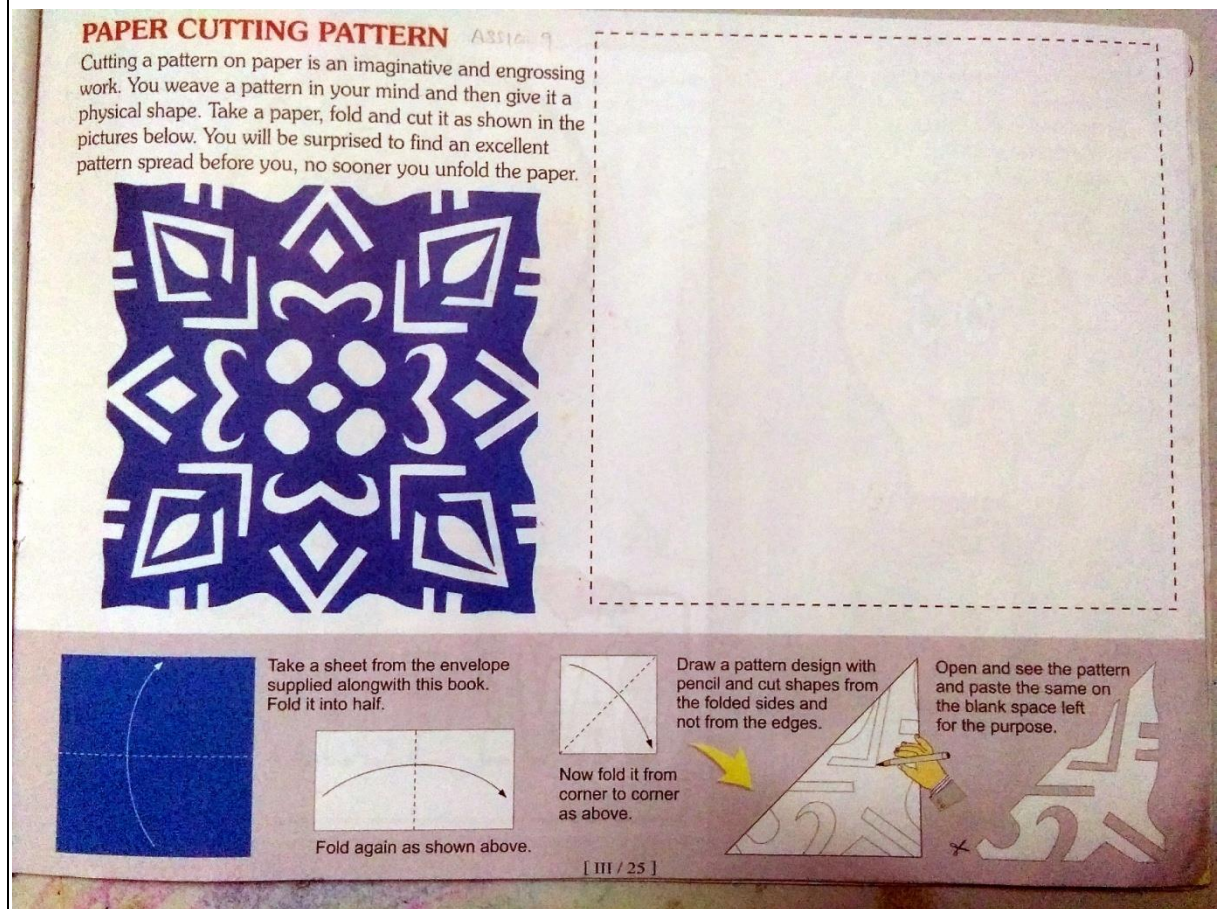 PAPER CUTTING PATTERN
Cutting a pattern on paper is an imaginative and engrossing
work. You weave a pattern in your mind and then give it a
physical shape. Take a paper, fold and cut it as shown in the
pictures below. You will be surprised to find an excellent
pattern spread before you, no sooner you unfold the paper.
Take a sheet from the envelope
supplied alongwith this book.
Fold it into half.
Fold again as shown above.
Now fold it from
corner to corner
as above.
Draw a pattern design with
pencil and cut shapes from
the folded sides and
not from the edges.
Open and see the pattern
and paste the same on
the blank space left
for the purpose.
[ III / 25 ]